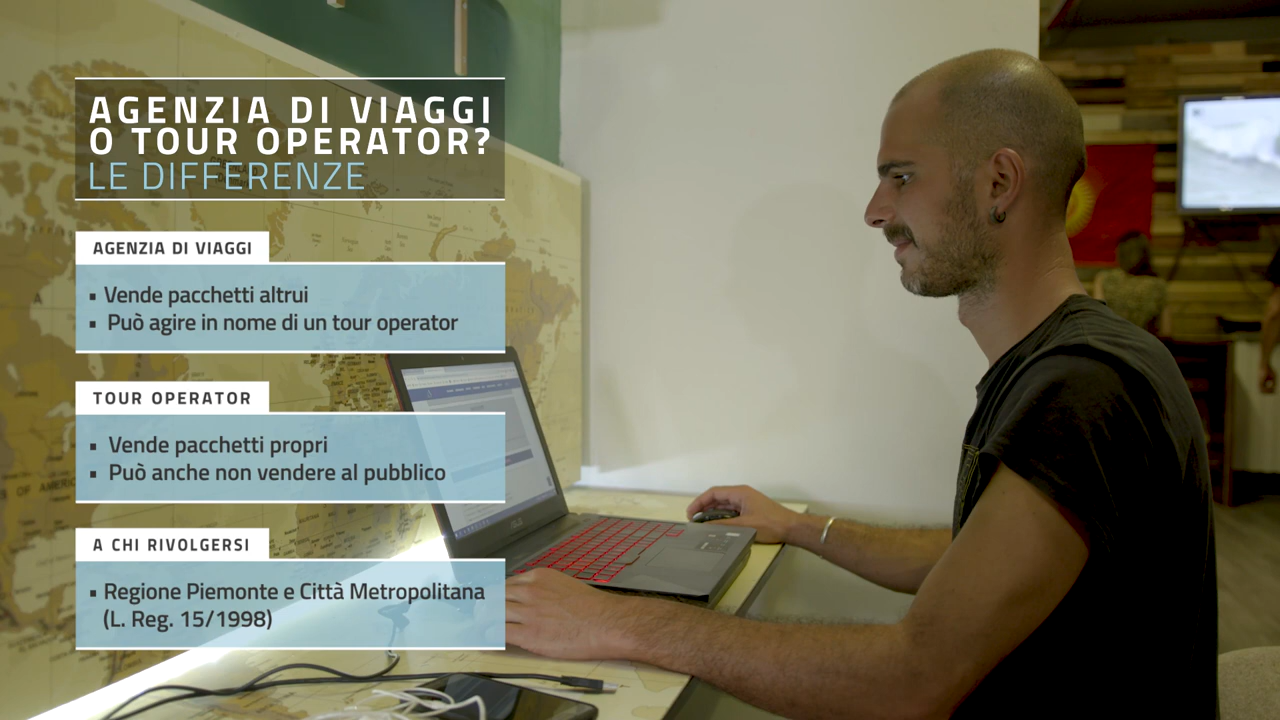 AGENZIA DI VIAGGI
O TOUR OPERATOR?
LE DIFFERENZE
AGENZIA DI VIAGGI
▪ Vende pacchetti altrui
▪ Può agire in nome di un tour operator
TOUR OPERATOR
▪ Vende pacchetti propri
▪ Può anche non vendere al pubblico
A CHI RIVOLGERSI
▪ Regione Piemonte e Città Metropolitana
(L. Reg. 15/1998)
ASUS